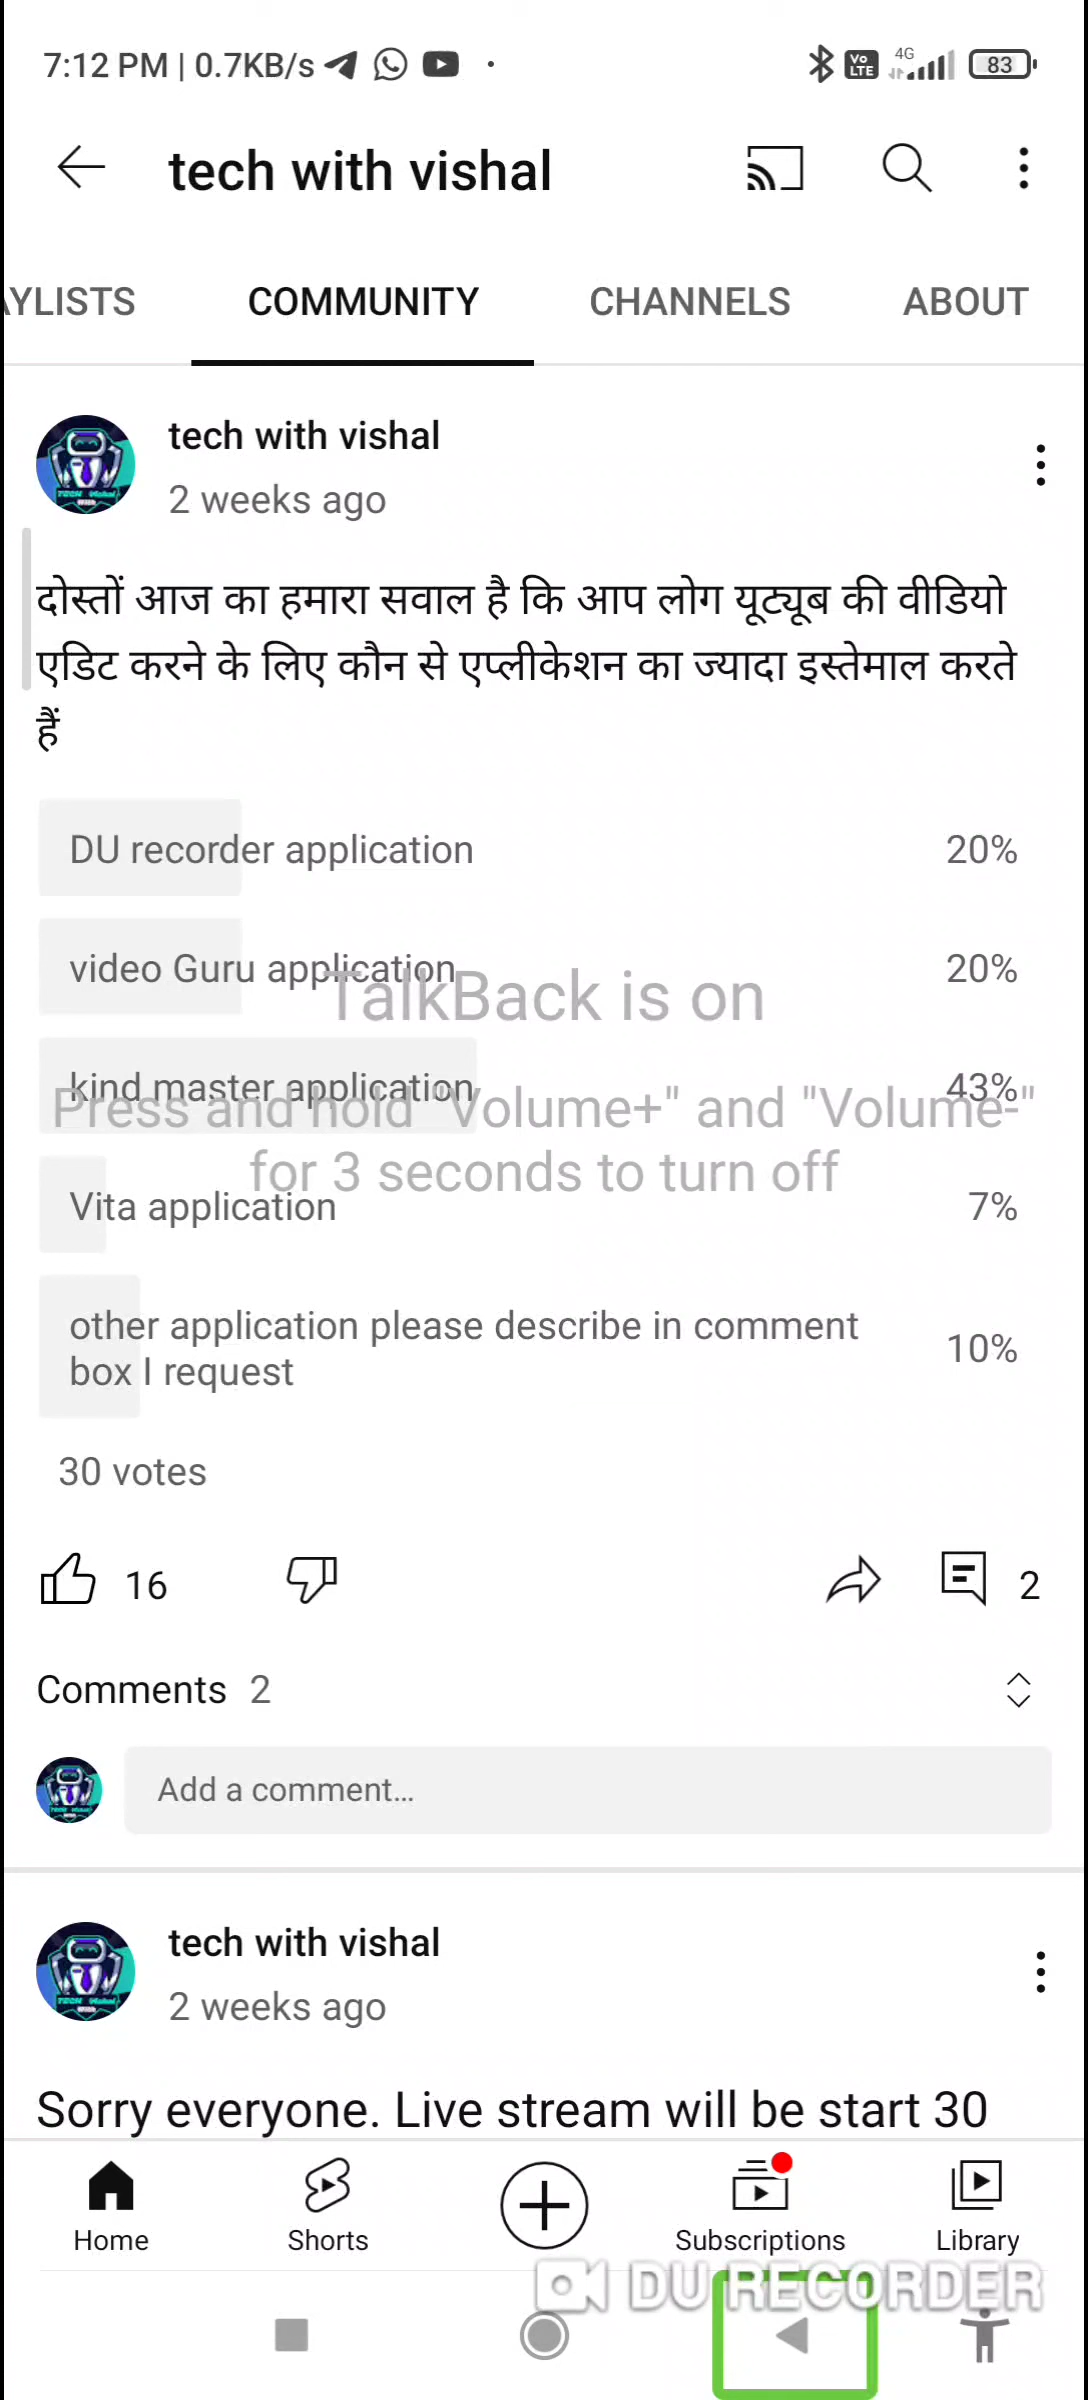 7:12 PM | 0.7KB/s
Vo LTE 4G 83
tech with vishal
AYLISTS COMMUNITY CHANNELS ABOUT
tech with vishal
2 weeks ago
दोस्तों आज का हमारा सवाल है कि आप लोग यूट्यूब की वीडियो
एडिट करने के लिए कौन से एप्लीकेशन का ज्यादा इस्तेमाल करते
हैं
DU recorder application 20%
video Guru application 20%
TalkBack is on
kind master application 43%
Press and hold "Volume+" and "Volume-"
for 3 seconds to turn off
Vita application 7%
other application please describe in comment
box I request 10%
30 votes
16 2
Comments 2
Add a comment...
tech with vishal
2 weeks ago
Sorry everyone. Live stream will be start 30
Home Shorts Subscriptions Library
DU RECORDER